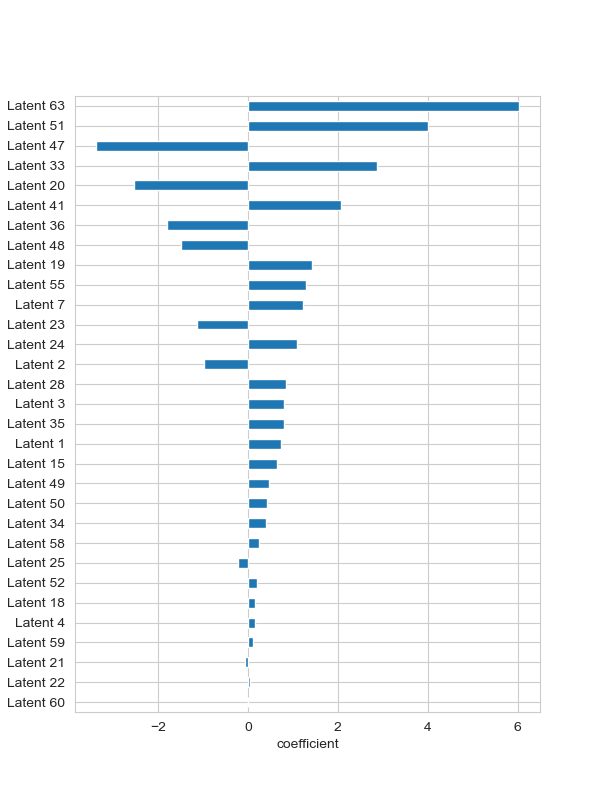 Latent 63
Latent 51
Latent 47
Latent 33
Latent 20
Latent 41
Latent 36
Latent 48
Latent 19
Latent 55
Latent 7
Latent 23
Latent 24
Latent 2
Latent 28
Latent 3
Latent 35
Latent 1
Latent 15
Latent 49
Latent 50
Latent 34
Latent 58
Latent 25
Latent 52
Latent 18
Latent 4
Latent 59
Latent 21
Latent 22
Latent 60
−2 0 2 4 6
coefficient